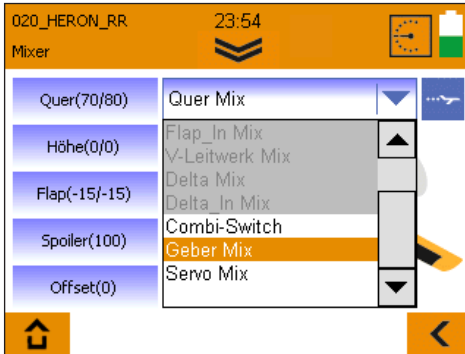 020_HERON_RR
23:54
Mixer
Quer(70/80)
Quer Mix
Höhe(0/0)
Flap_In Mix
V-Leitwerk Mix
Flap(-15/-15)
Delta Mix
Delta_In Mix
Spoiler(100)
Combi-Switch
Geber Mix
Offset(0)
Servo Mix